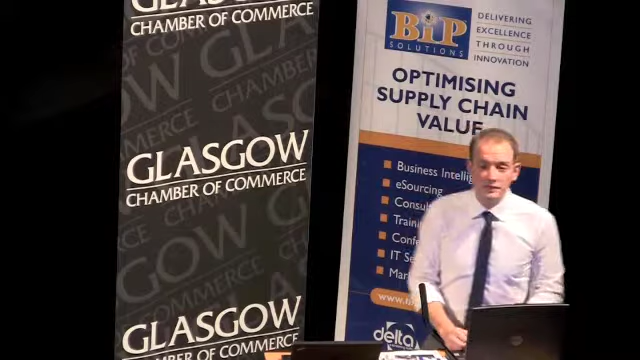 GLASGOW
CHAMBER OF COMMERCE
GLASGOW
CHAMBER OF COMMERCE
GLASGOW
CHAMBER OF COMMERCE
BiP
SOLUTIONS
DELIVERING
EXCELLENCE
THROUGH
INNOVATION
OPTIMISING
SUPPLY CHAIN
VALUE
Business Intellig
eSourcing
Consul
Traini
Confe
IT Se
Mar
www.
delta